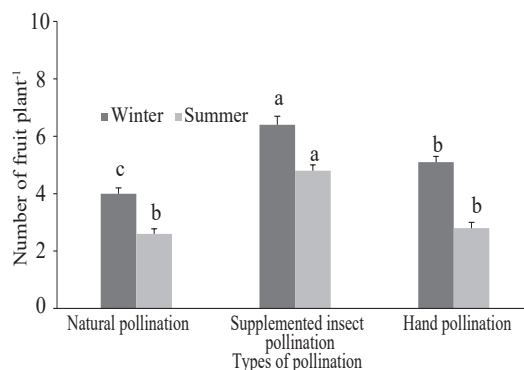 10
8
6
4
2
0
Number of fruit plant⁻¹
Winter Summer
c
b
a
a
b
b
Natural pollination
Supplemented insect
pollination
Hand pollination
Types of pollination